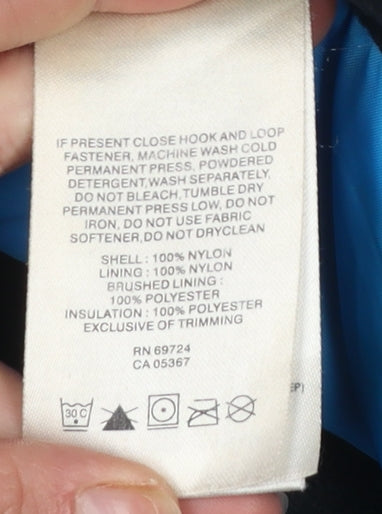 IF PRESENT CLOSE HOOK AND LOOP
FASTENER, MACHINE WASH COLD
PERMANENT PRESS, POWDERED
DETERGENT,WASH SEPARATELY,
DO NOT BLEACH,TUMBLE DRY
PERMANENT PRESS LOW, DO NOT
IRON, DO NOT USE FABRIC
SOFTENER,DO NOT DRYCLEAN
SHELL : 100% NYLON
LINING : 100% NYLON
BRUSHED LINING :
100% POLYESTER
INSULATION : 100% POLYESTER
EXCLUSIVE OF TRIMMING
RN 69724
CA 05367
EP)
30 C